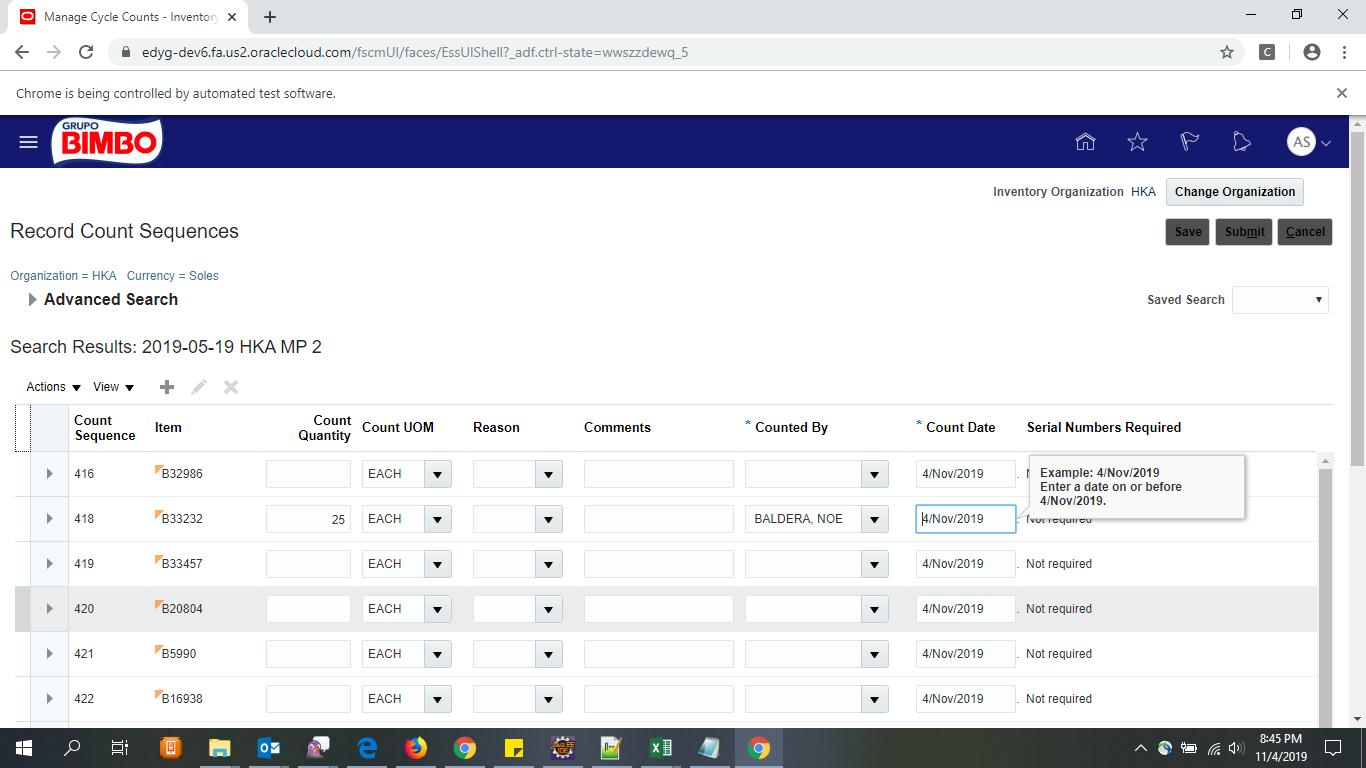 Manage Cycle Counts - Inventory
edyg-dev6.fa.us2.oraclecloud.com/fscmUI/faces/EssUIShell?_adf.ctrl-state=wwszzdewq_5
C
Chrome is being controlled by automated test software.
GRUPO
BIMBO
AS
Inventory Organization HKA Change Organization
Record Count Sequences
Save Submit Cancel
Organization = HKA Currency = Soles
Advanced Search
Saved Search
Search Results: 2019-05-19 HKA MP 2
Actions View
Count Sequence Item Count Quantity Count UOM Reason Comments * Counted By * Count Date Serial Numbers Required
416 B32986 EACH 4/Nov/2019
Example: 4/Nov/2019
Enter a date on or before
4/Nov/2019.
418 B33232 25 EACH BALDERA, NOE 4/Nov/2019 Not required
419 B33457 EACH 4/Nov/2019 Not required
420 B20804 EACH 4/Nov/2019 Not required
421 B5990 EACH 4/Nov/2019 Not required
422 B16938 EACH 4/Nov/2019 Not required
8:45 PM
11/4/2019